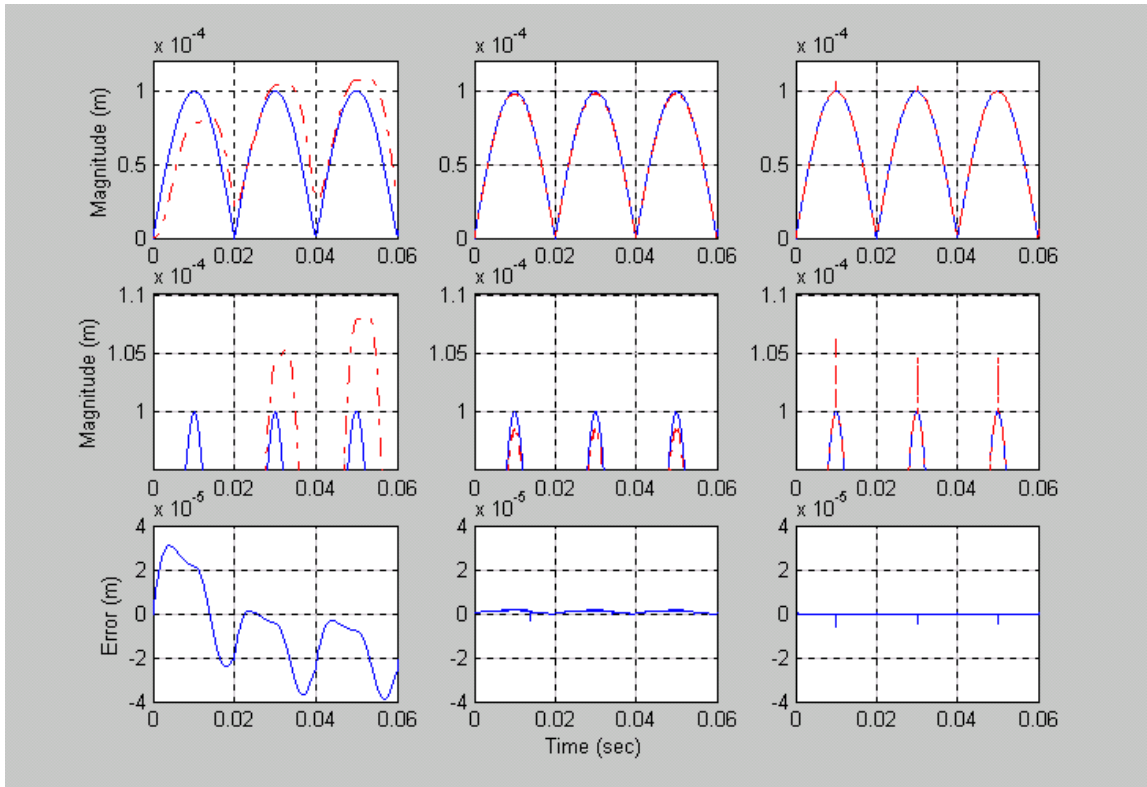 x 10⁻⁴ x 10⁻⁴ x 10⁻⁴
Magnitude (m)
1 1 1
0.5 0.5 0.5
0 0 0
0 0.02 0.04 0.06 0 0.02 0.04 0.06 0 0.02 0.04 0.06
x 10⁻⁴ x 10⁻⁴ x 10⁻⁴
Magnitude (m)
1.1 1.1 1.1
1.05 1.05 1.05
1 1 1
0 0.02 0.04 0.06 0 0.02 0.04 0.06 0 0.02 0.04 0.06
x 10⁻⁵ x 10⁻⁵ x 10⁻⁵
Error (m)
4 4 4
2 2 2
0 0 0
-2 -2 -2
-4 -4 -4
0 0.02 0.04 0.06 0 0.02 0.04 0.06 0 0.02 0.04 0.06
Time (sec)